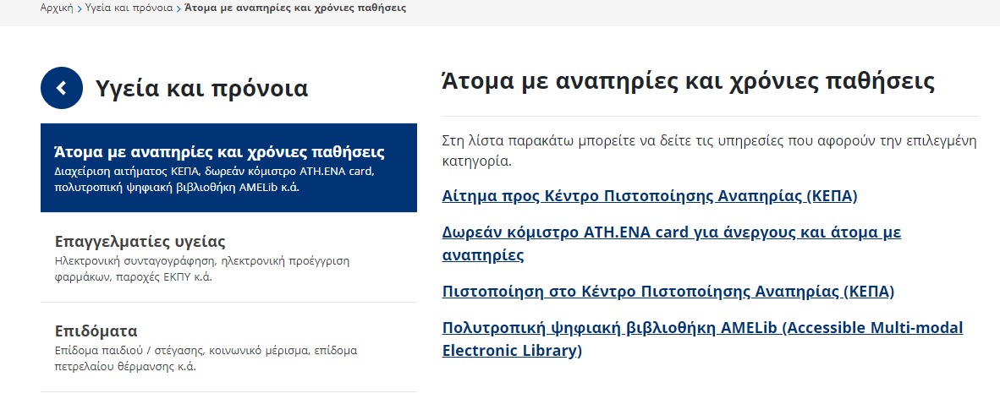 Αρχική > Υγεία και πρόνοια > Άτομα με αναπηρίες και χρόνιες παθήσεις
Υγεία και πρόνοια
Άτομα με αναπηρίες και χρόνιες παθήσεις
Διαχείριση αιτήματος ΚΕΠΑ, δωρεάν κόμιστρο ATH.ENA card,
πολυτροπική ψηφιακή βιβλιοθήκη AMELib κ.ά.
Επαγγελματίες υγείας
Ηλεκτρονική συνταγογράφηση, ηλεκτρονική προέγγριση
φαρμάκων, παροχές ΕΚΠΥ κ.ά.
Επιδόματα
Επίδομα παιδιού / στέγασης, κοινωνικό μέρισμα, επίδομα
πετρελαίου θέρμανσης κ.ά.
Άτομα με αναπηρίες και χρόνιες παθήσεις
Στη λίστα παρακάτω μπορείτε να δείτε τις υπηρεσίες που αφορούν την επιλεγμένη
κατηγορία.
Αίτημα προς Κέντρο Πιστοποίησης Αναπηρίας (ΚΕΠΑ)
Δωρεάν κόμιστρο ATH.ENA card για άνεργους και άτομα με
αναπηρίες
Πιστοποίηση στο Κέντρο Πιστοποίησης Αναπηρίας (ΚΕΠΑ)
Πολυτροπική ψηφιακή βιβλιοθήκη AMELib (Accessible Multi-modal
Electronic Library)